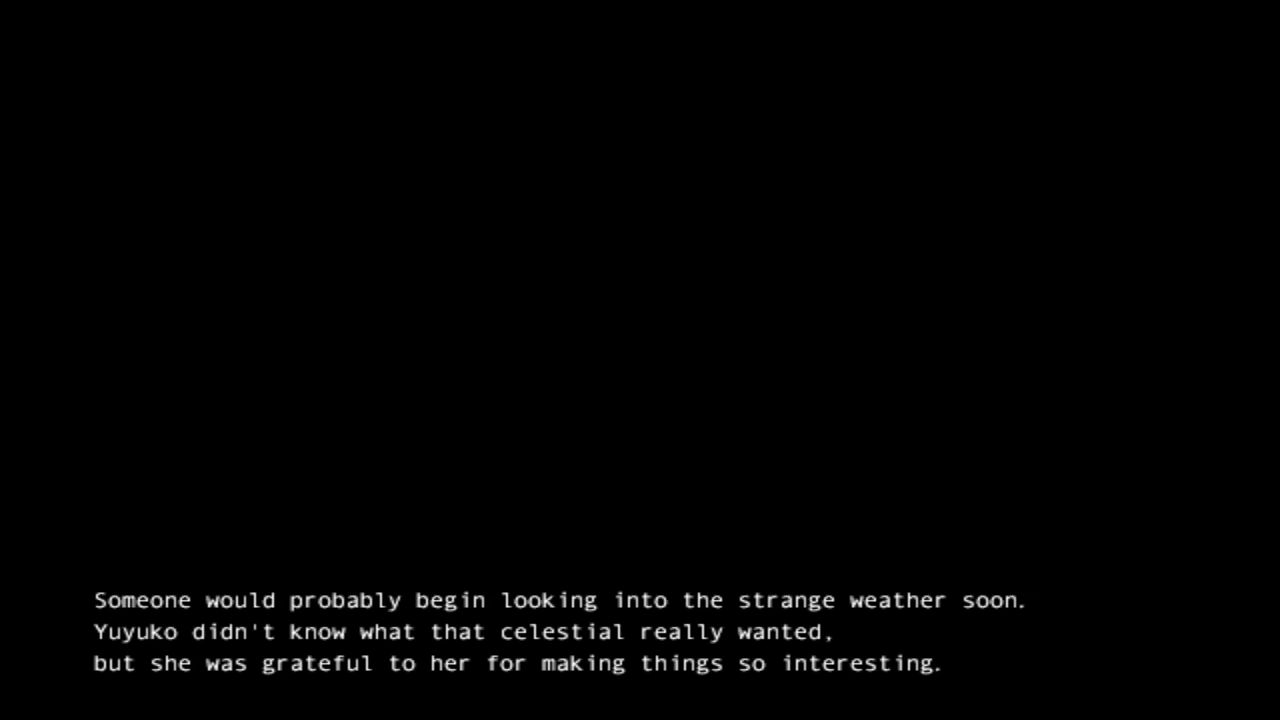 Someone would probably begin looking into the strange weather soon.
Yuyuko didn't know what that celestial really wanted,
but she was grateful to her for making things so interesting.